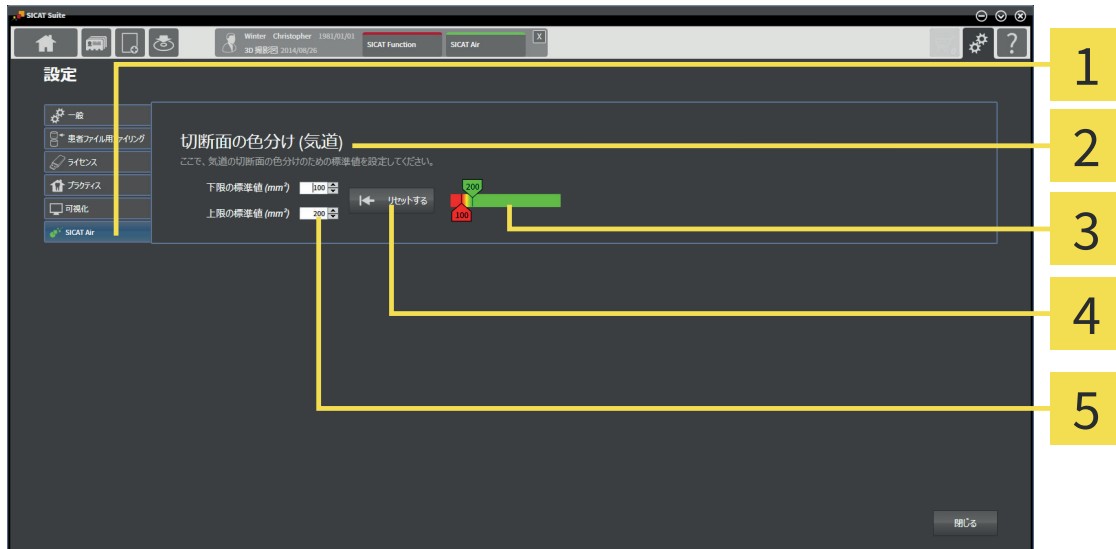 SICAT Suite
Winter Christopher 1981/01/01
3D 撮影図 2014/08/26
SICAT Function
SICAT Air
X
?
設定
一般
患者ファイル用ファイリング
ライセンス
プラクティス
可視化
SICAT Air
切断面の色分け (気道)
ここで、気道の切断面の色分けのための標準値を設定してください。
下限の標準値 (mm²) 100
上限の標準値 (mm²) 200
リセットする
200
100
閉じる
1
2
3
4
5